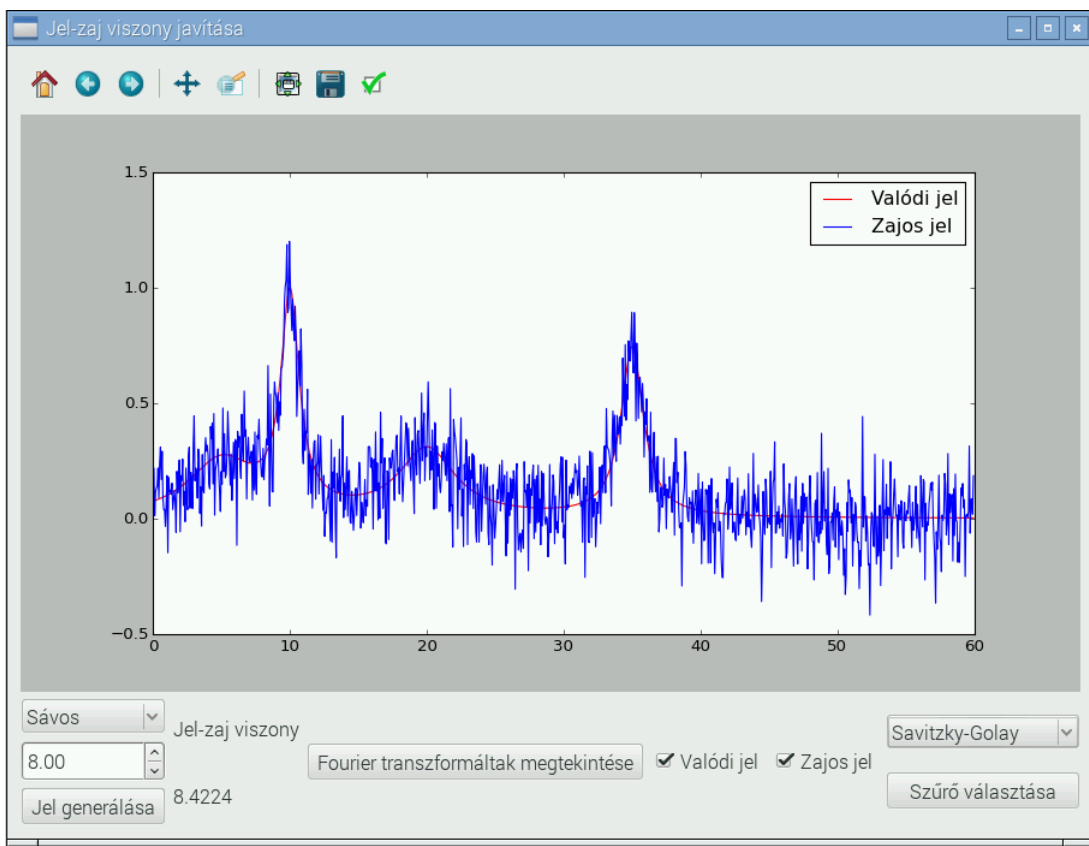 Jel-zaj viszony javítása
1.5
1.0
0.5
0.0
−0.5
0
10
20
30
40
50
60
Valódi jel
Zajos jel
Sávos
8.00
Jel generálása
Jel-zaj viszony
8.4224
Fourier transzformáltak megtekintése
Valódi jel
Zajos jel
Savitzky-Golay
Szűrő választása